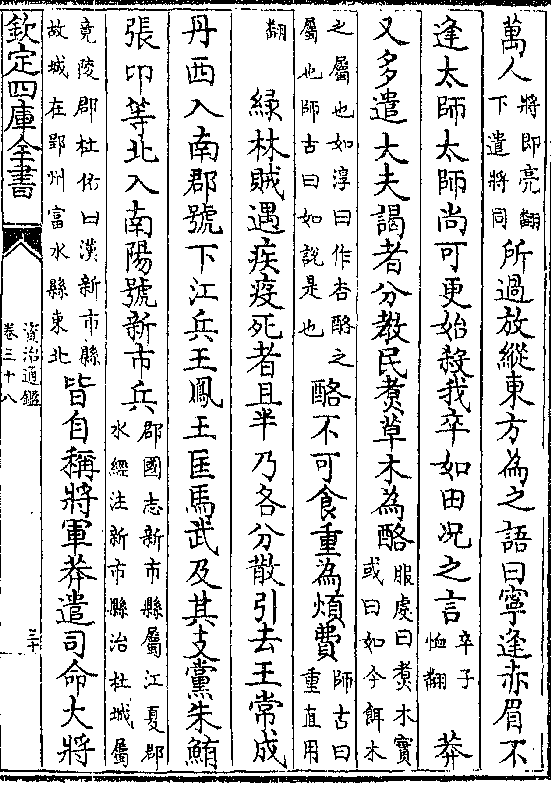 萬人將即亮翻下遣將同所過放縱東方為之語曰寧逢赤眉不
逢太師太師尚可更始殺我卒如田况之言卒子恤翻莽
又多遣大夫謁者分教民煑草木為酪服虔曰煑木實或曰如今餌木
之屬也如淳曰作杏酪之屬也師古曰如說是也酪不可食重為煩費師古曰重直用
翻緑林賊遇疾疫死者且半乃各分散引去王常成
丹西入南郡號下江兵王鳳王匡馬武及其支黨朱鮪
張卬等北入南陽號新市兵郡國志新市縣屬江夏郡水經注新市縣治杜城屬
竟陵郡杜佑曰漢新市縣故城在郢州富水縣東北皆自稱將軍莽遣司命大將
欽定四庫全書
資治通鑑
卷三十八
三十